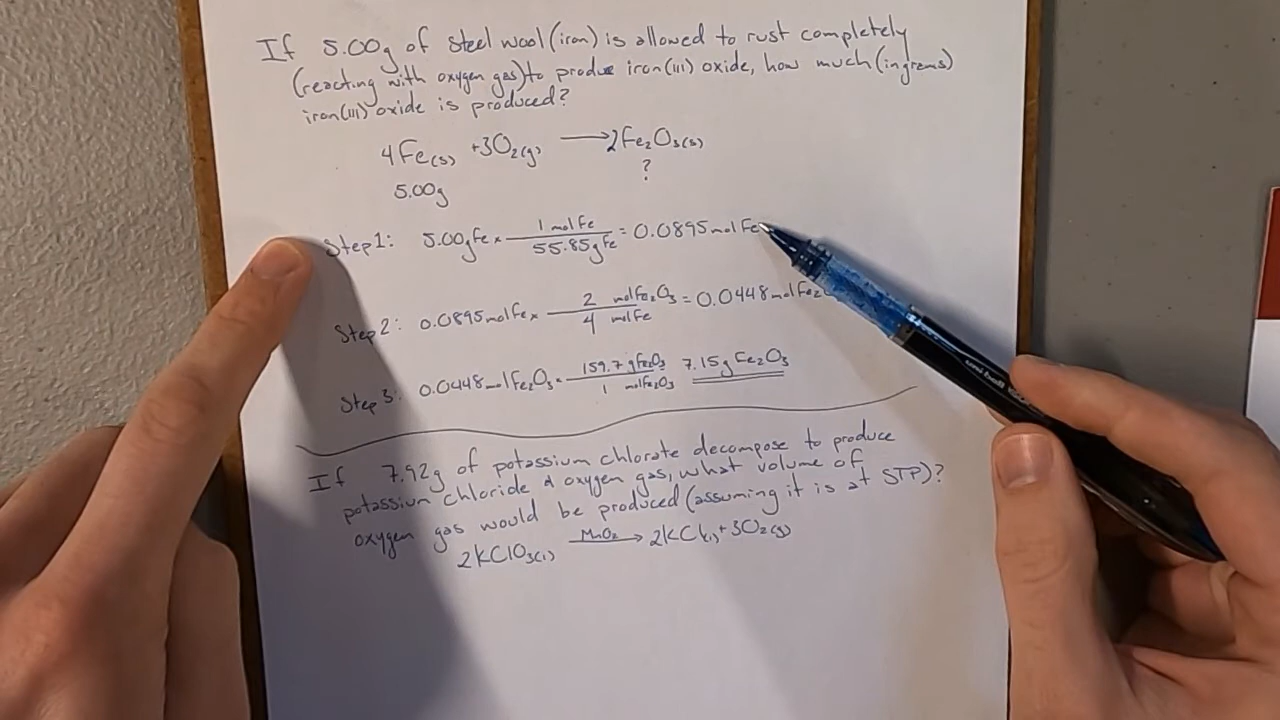 If 5.00g of steel wool (iron) is allowed to rust completely
(reacting with oxygen gas) to produce iron(III) oxide, how much (in grams)
iron(III) oxide is produced?
4Fe(s) + 3O2(g) → 2Fe2O3(s)
5.00g ?
Step 1: 5.00g Fe x 1 mol Fe / 55.85g Fe = 0.0895 mol Fe
Step 2: 0.0895 mol Fe x 2 mol Fe2O3 / 4 mol Fe = 0.0448 mol Fe2
Step 3: 0.0448 mol Fe2O3 x 159.7 g Fe2O3 / 1 mol Fe2O3 7.15g Fe2O3
If 7.92g of potassium chlorate decompose to produce
potassium chloride & oxygen gas, what volume of
oxygen gas would be produced (assuming it is at STP)?
2KClO3(s) MnO2 → 2KCl(s) + 3O2(g)